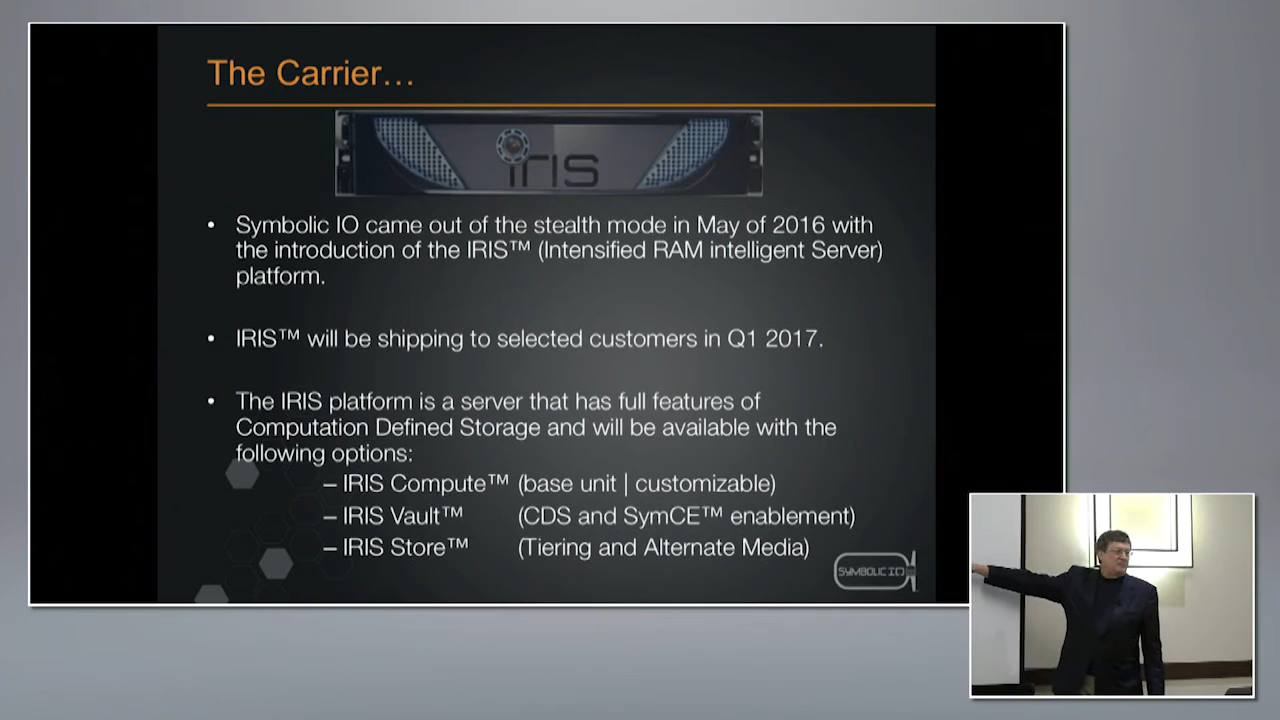 The Carrier…
iris
• Symbolic IO came out of the stealth mode in May of 2016 with
the introduction of the IRIS™ (Intensified RAM intelligent Server)
platform.
• IRIS™ will be shipping to selected customers in Q1 2017.
• The IRIS platform is a server that has full features of
Computation Defined Storage and will be available with the
following options:
– IRIS Compute™ (base unit | customizable)
– IRIS Vault™ (CDS and SymCE™ enablement)
– IRIS Store™ (Tiering and Alternate Media)
SYMBOLIC IO